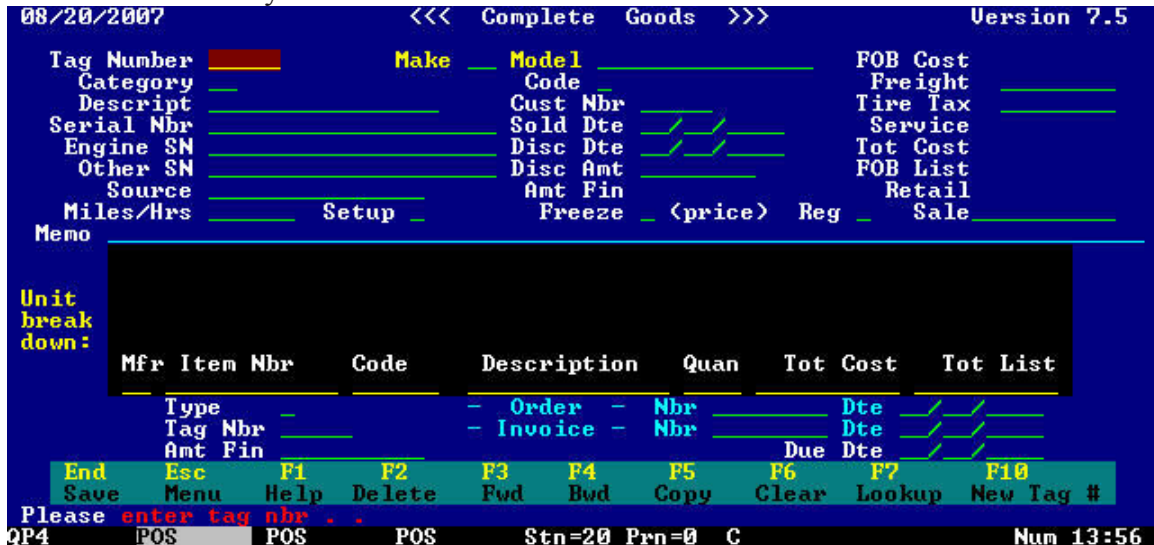 08/20/2007 <<< Complete Goods >>> Version 7.5
Tag Number Make Model FOB Cost
Category Code Freight
Descript Cust Nbr Tire Tax
Serial Nbr Sold Dte / / Service
Engine SN Disc Dte / / Tot Cost
Other SN Disc Amt FOB List
Source Amt Fin Retail
Miles/Hrs Setup Freeze (price) Reg Sale
Memo
Unit
break
down:
Mfr Item Nbr Code Description Quan Tot Cost Tot List
Type - Order - Nbr Dte / /
Tag Nbr - Invoice - Nbr Dte / /
Amt Fin Due Dte / /
End Esc F1 F2 F3 F4 F5 F6 F7 F10
Save Menu Help Delete Fwd Bwd Copy Clear Lookup New Tag #
Please enter tag nbr . .
QP4 POS POS POS Stn=20 Prn=0 C Num 13:56